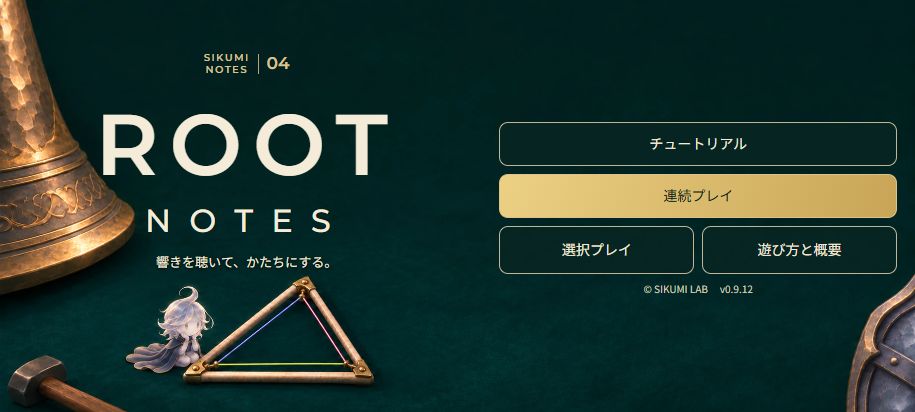 SIKUMI
NOTES
04
ROOT
NOTES
響きを聴いて、かたちにする。
チュートリアル
連続プレイ
選択プレイ
遊び方と概要
© SIKUMI LAB v0.9.12